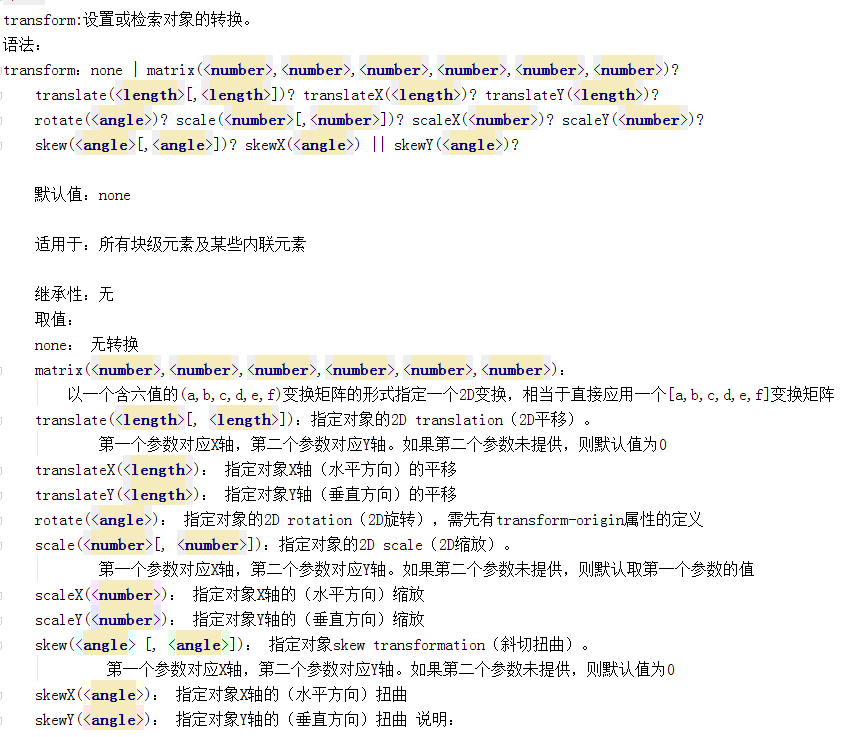 transform:设置或检索对象的转换。
语法：
transform：none | matrix(<number>,<number>,<number>,<number>,<number>,<number>)?
translate(<length>[,<length>])? translateX(<length>)? translateY(<length>)?
rotate(<angle>)? scale(<number>[,<number>])? scaleX(<number>)? scaleY(<number>)?
skew(<angle>[,<angle>])? skewX(<angle>) || skewY(<angle>)?
默认值：none
适用于：所有块级元素及某些内联元素
继承性：无
取值：
none： 无转换
matrix(<number>,<number>,<number>,<number>,<number>,<number>)：
以一个含六值的(a,b,c,d,e,f)变换矩阵的形式指定一个2D变换，相当于直接应用一个[a,b,c,d,e,f]变换矩阵
translate(<length>[, <length>])：指定对象的2D translation（2D平移）。
第一个参数对应X轴，第二个参数对应Y轴。如果第二个参数未提供，则默认值为0
translateX(<length>)： 指定对象X轴（水平方向）的平移
translateY(<length>)： 指定对象Y轴（垂直方向）的平移
rotate(<angle>)： 指定对象的2D rotation（2D旋转），需先有transform-origin属性的定义
scale(<number>[, <number>])：指定对象的2D scale（2D缩放）。
第一个参数对应X轴，第二个参数对应Y轴。如果第二个参数未提供，则默认取第一个参数的值
scaleX(<number>)： 指定对象X轴的（水平方向）缩放
scaleY(<number>)： 指定对象Y轴的（垂直方向）缩放
skew(<angle> [, <angle>])： 指定对象skew transformation（斜切扭曲）。
第一个参数对应X轴，第二个参数对应Y轴。如果第二个参数未提供，则默认值为0
skewX(<angle>)： 指定对象X轴的（水平方向）扭曲
skewY(<angle>)： 指定对象Y轴的（垂直方向）扭曲 说明：